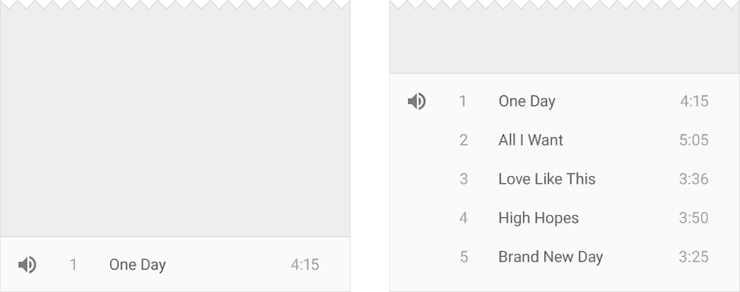 1 One Day 4:15
1 One Day 4:15
2 All I Want 5:05
3 Love Like This 3:36
4 High Hopes 3:50
5 Brand New Day 3:25